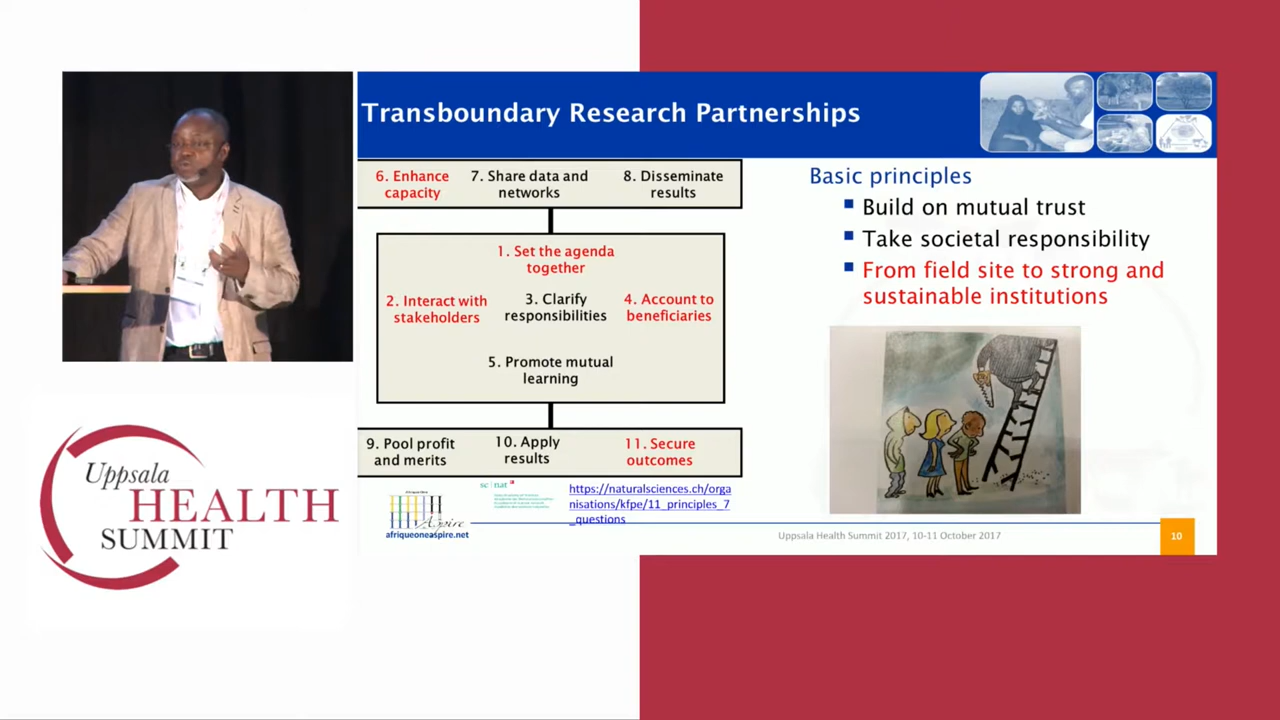 Transboundary Research Partnerships
6. Enhance
capacity
7. Share data and
networks
8. Disseminate
results
1. Set the agenda
together
2. Interact with
stakeholders
3. Clarify
responsibilities
4. Account to
beneficiaries
5. Promote mutual
learning
9. Pool profit
and merits
10. Apply
results
11. Secure
outcomes
Basic principles
Build on mutual trust
Take societal responsibility
From field site to strong and
sustainable institutions
sc nat
https://naturalsciences.ch/orga
nisations/kfpe/11_principles_7
_questions
Aspire
afriqueoneaspire.net
Uppsala Health Summit 2017, 10-11 October 2017
10
Uppsala
HEALTH
SUMMIT